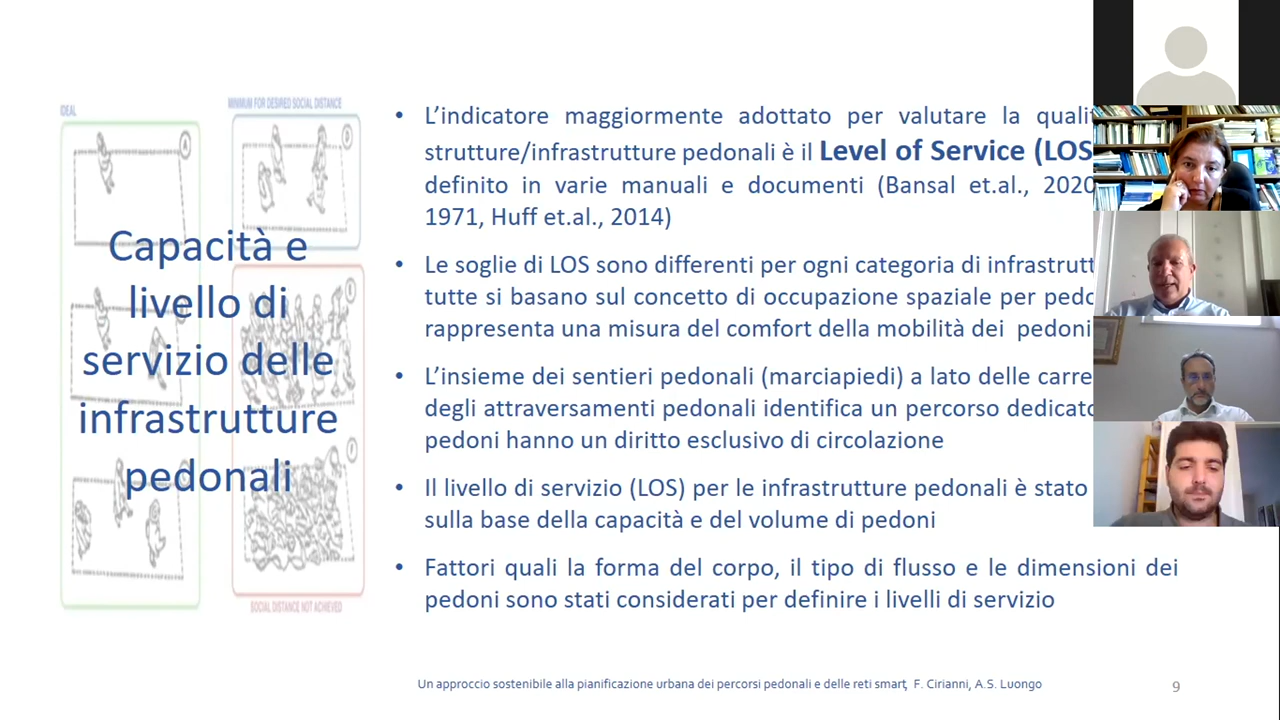 IDEAL
MINIMUM FOR DESIRED SOCIAL DISTANCE
A
D
E
F
SOCIAL DISTANCE NOT ACHIEVED
Capacità e
livello di
servizio delle
infrastrutture
pedonali
• L'indicatore maggiormente adottato per valutare la qualit
strutture/infrastrutture pedonali è il Level of Service (LOS
definito in varie manuali e documenti (Bansal et.al., 2020
1971, Huff et.al., 2014)
• Le soglie di LOS sono differenti per ogni categoria di infrastrutt
tutte si basano sul concetto di occupazione spaziale per pedo
rappresenta una misura del comfort della mobilità dei pedoni
• L'insieme dei sentieri pedonali (marciapiedi) a lato delle carre
degli attraversamenti pedonali identifica un percorso dedicato
pedoni hanno un diritto esclusivo di circolazione
• Il livello di servizio (LOS) per le infrastrutture pedonali è stato
sulla base della capacità e del volume di pedoni
• Fattori quali la forma del corpo, il tipo di flusso e le dimensioni dei
pedoni sono stati considerati per definire i livelli di servizio
Un approccio sostenibile alla pianificazione urbana dei percorsi pedonali e delle reti smart, F. Cirianni, A.S. Luongo
9